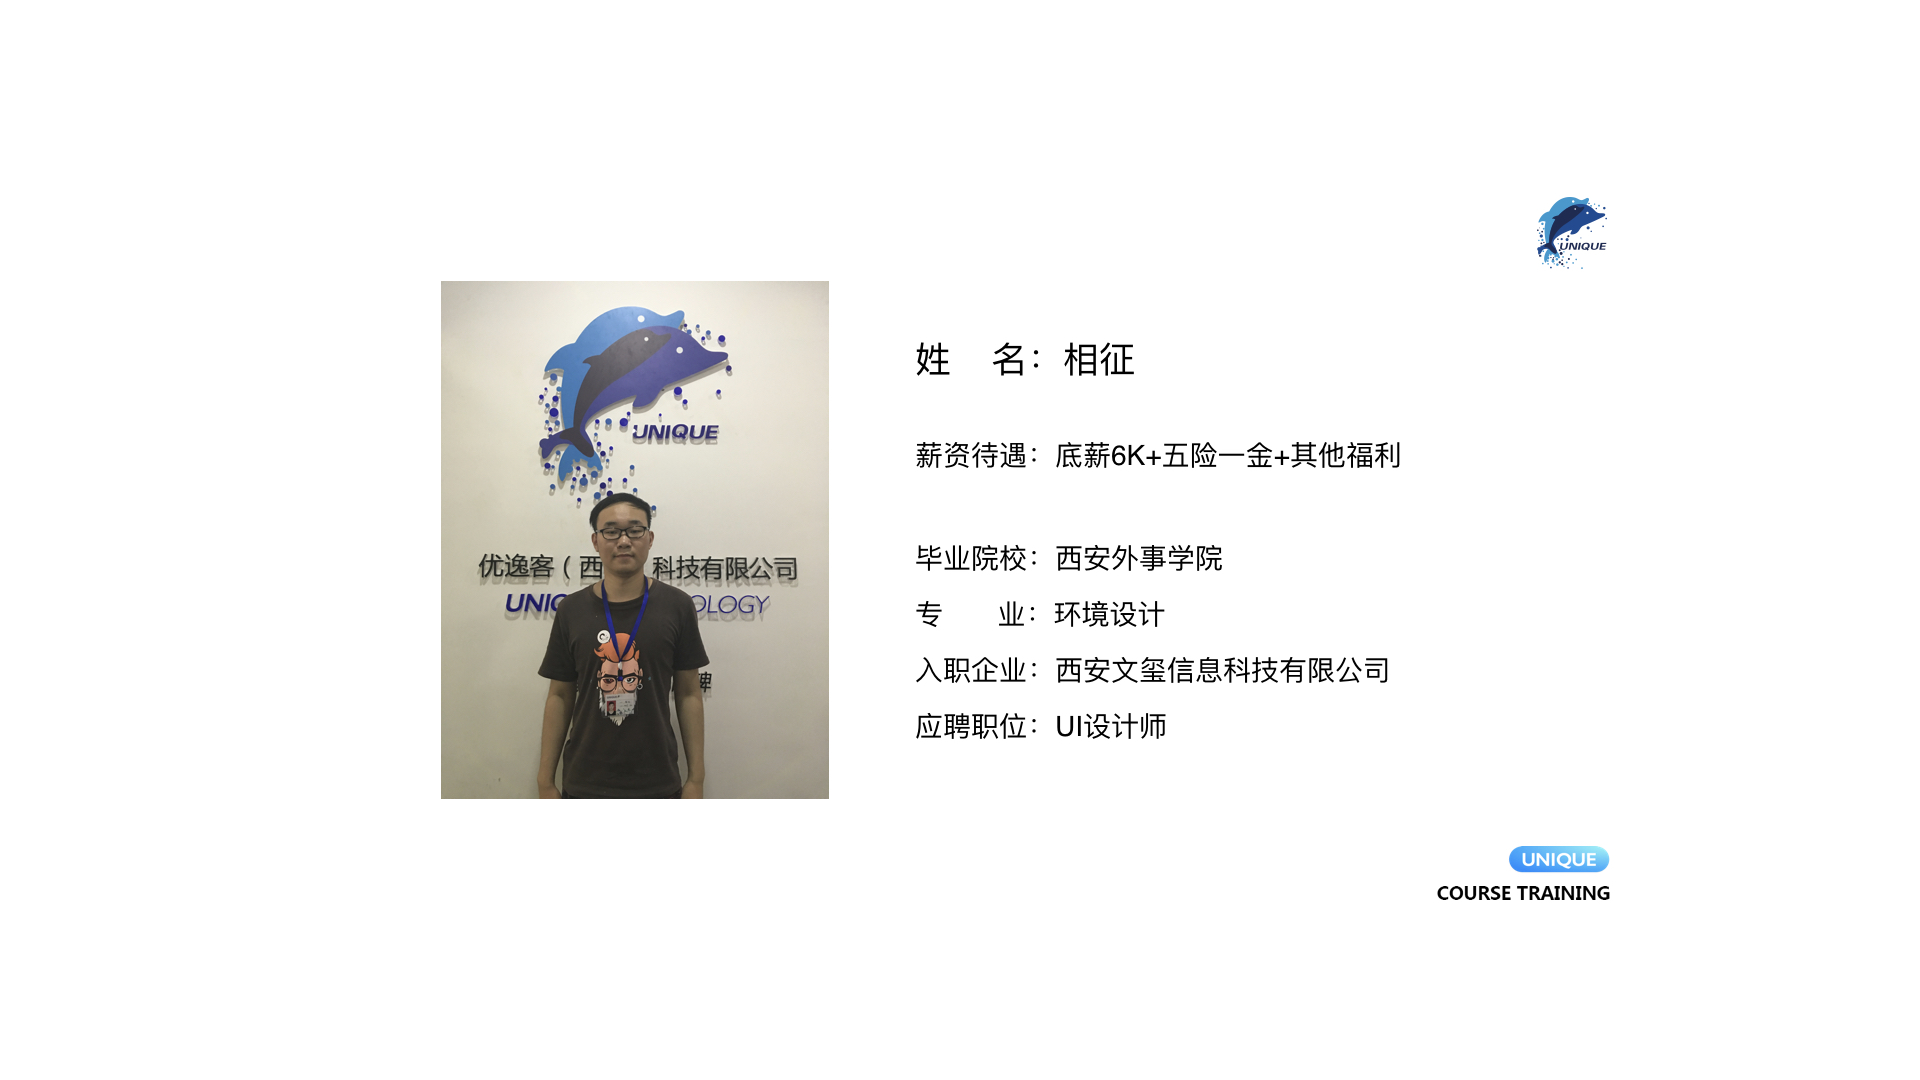 UNIQUE
UNIQUE
优逸客（西 科技有限公司
UNIQ OLOGY
牌
姓 名：相征
薪资待遇：底薪6K+五险一金+其他福利
毕业院校：西安外事学院
专 业：环境设计
入职企业：西安文玺信息科技有限公司
应聘职位：UI设计师
UNIQUE
COURSE TRAINING